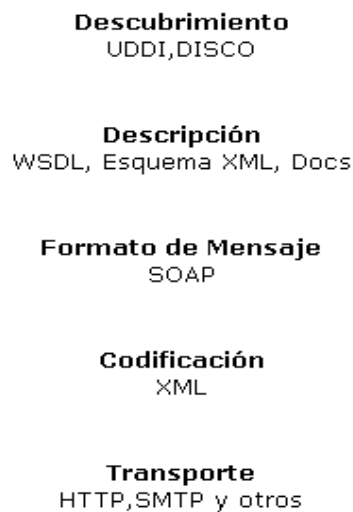 Descubrimiento
UDDI,DISCO
Descripción
WSDL, Esquema XML, Docs
Formato de Mensaje
SOAP
Codificación
XML
Transporte
HTTP,SMTP y otros